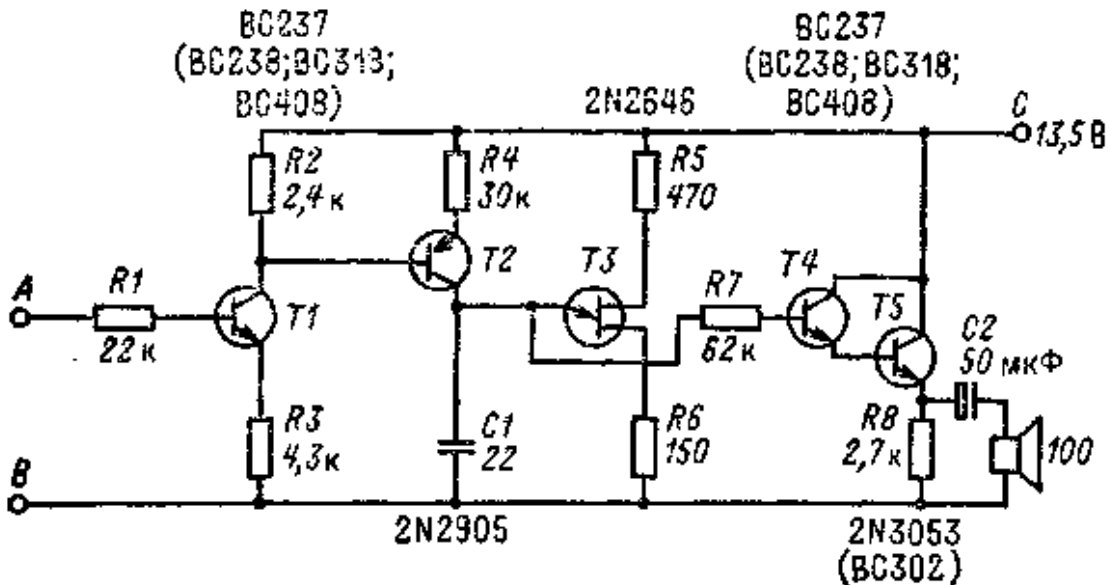 BC237
(BC238; BC318;
BC408)
2N2646
BC237
(BC238; BC318;
BC408)
C
13,5 В
R2
2,4 к
R4
30к
R5
470
A
R1
22 к
T1
T2
T3
R7
62 к
T4
T5
C2
50 мкФ
R3
4,3к
C1
22
R6
150
R8
2,7 к
100
B
2N2905
2N3053
(BC302)